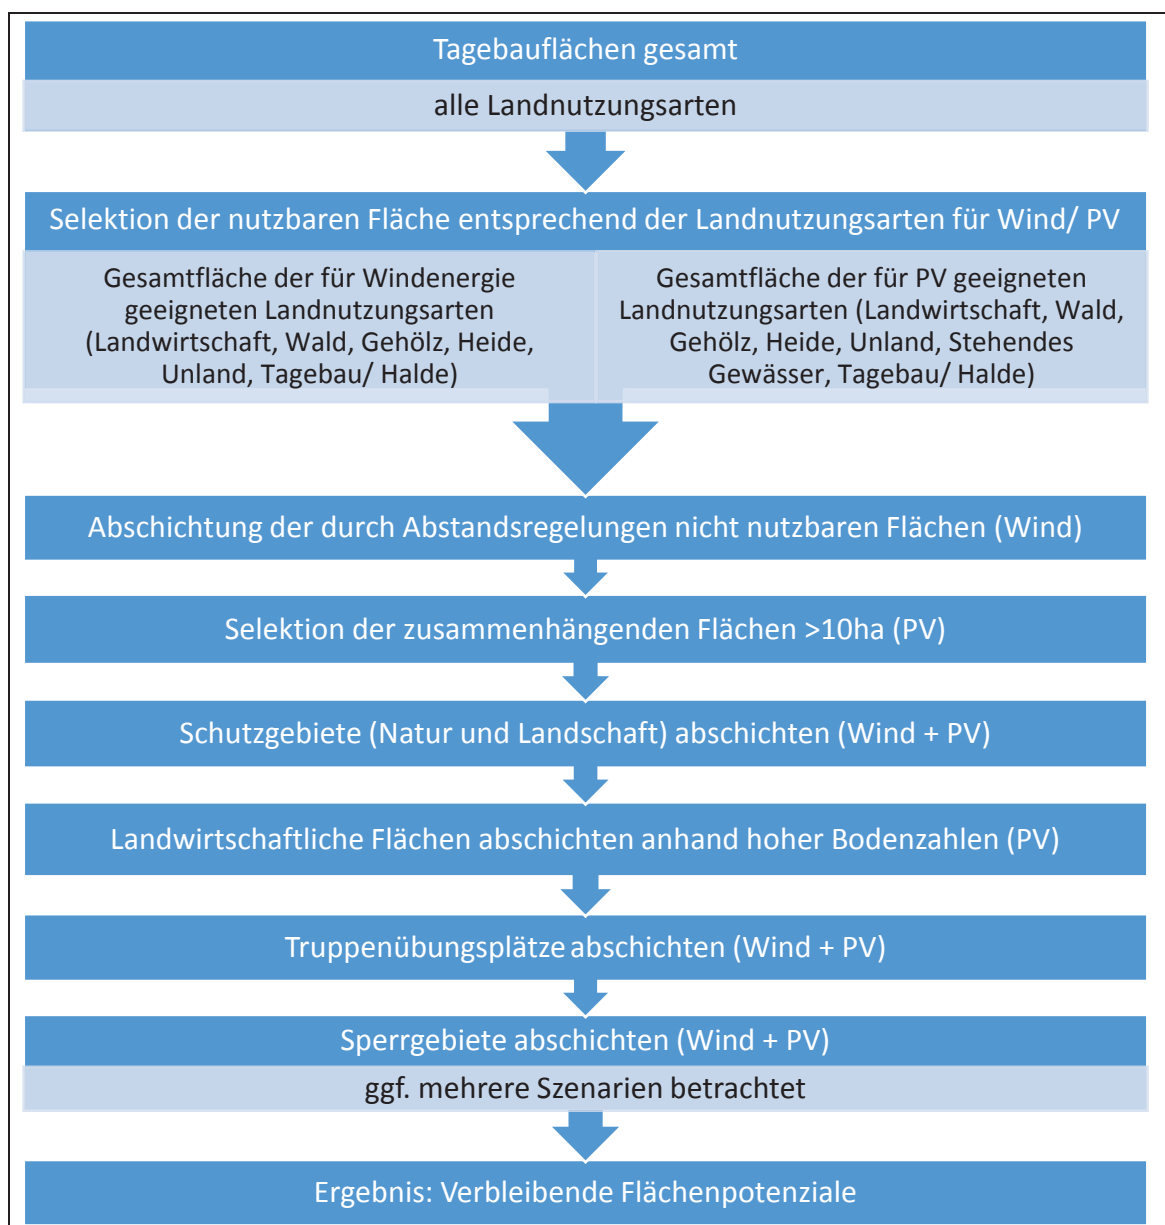 Tagebauflächen gesamt
alle Landnutzungsarten
Selektion der nutzbaren Fläche entsprechend der Landnutzungsarten für Wind/ PV
Gesamtfläche der für Windenergie
geeigneten Landnutzungsarten
(Landwirtschaft, Wald, Gehölz, Heide,
Unland, Tagebau/ Halde)
Gesamtfläche der für PV geeigneten
Landnutzungsarten (Landwirtschaft, Wald,
Gehölz, Heide, Unland, Stehendes
Gewässer, Tagebau/ Halde)
Abschichtung der durch Abstandsregelungen nicht nutzbaren Flächen (Wind)
Selektion der zusammenhängenden Flächen >10ha (PV)
Schutzgebiete (Natur und Landschaft) abschichten (Wind + PV)
Landwirtschaftliche Flächen abschichten anhand hoher Bodenzahlen (PV)
Truppenübungsplätze abschichten (Wind + PV)
Sperrgebiete abschichten (Wind + PV)
ggf. mehrere Szenarien betrachtet
Ergebnis: Verbleibende Flächenpotenziale